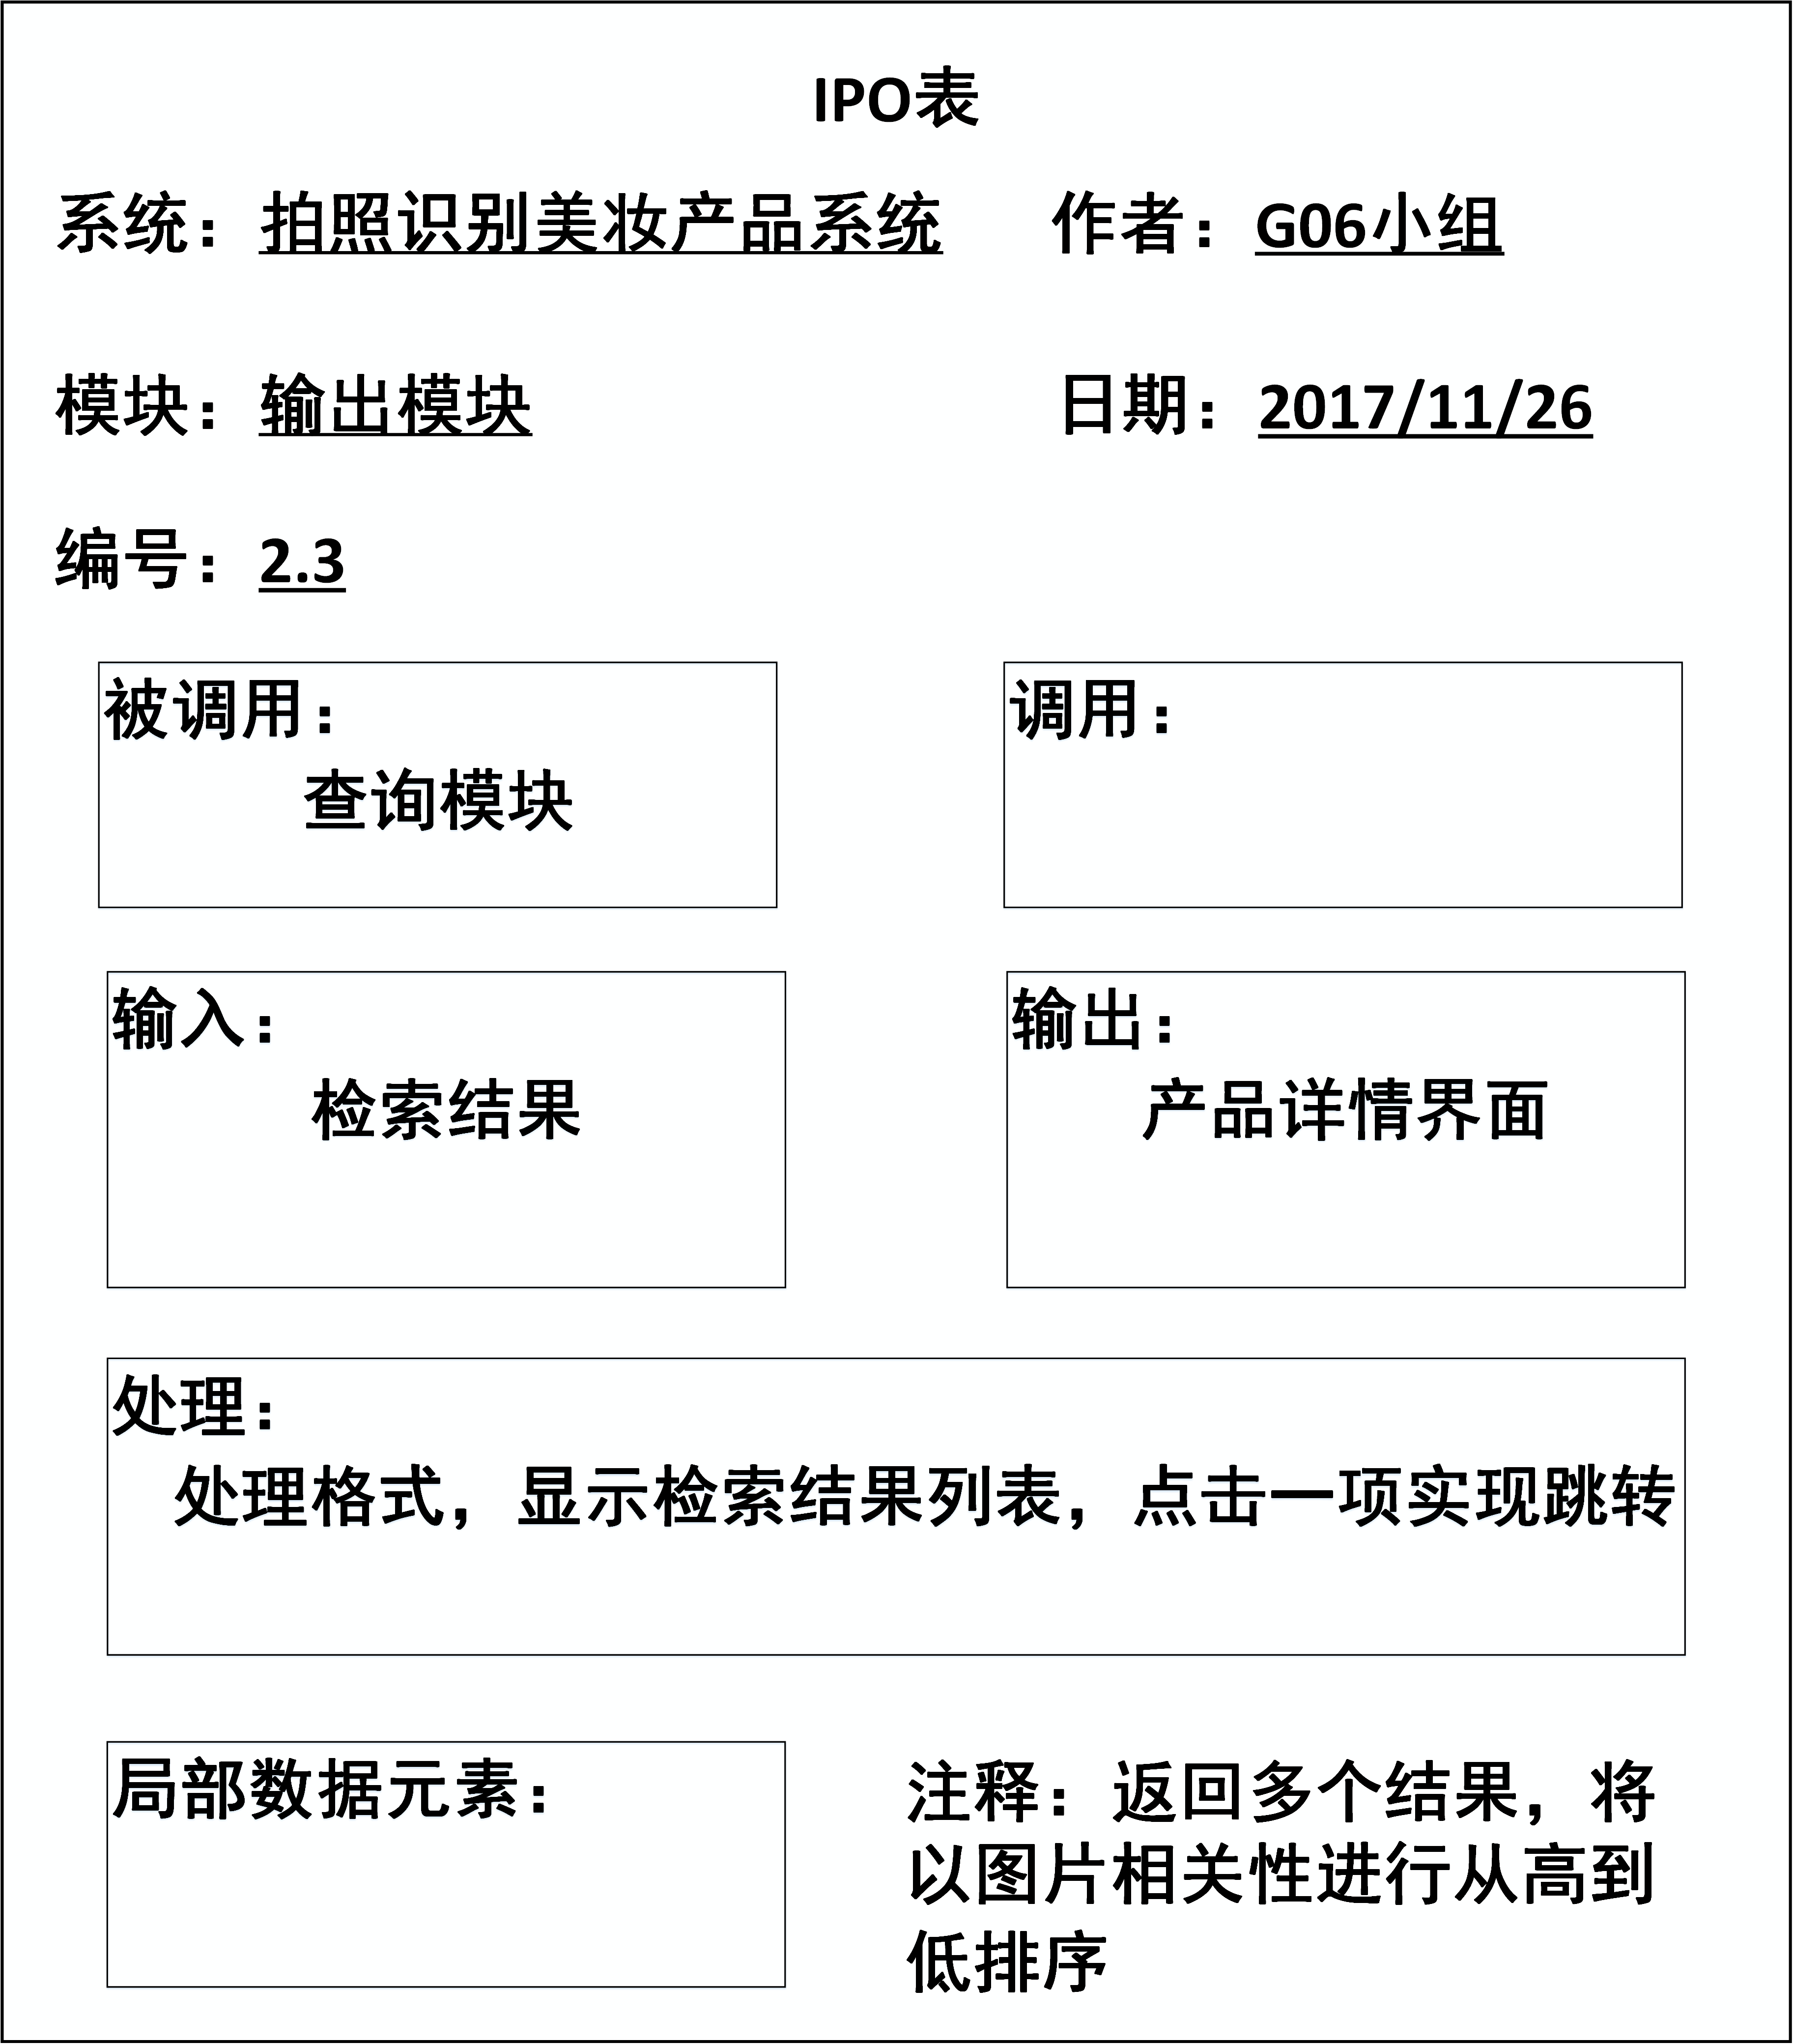 IPO表
系统：拍照识别美妆产品系统 作者：G06小组
模块：输出模块 日期：2017/11/26
编号：2.3
被调用：
查询模块
调用：
输入：
检索结果
输出：
产品详情界面
处理：
处理格式，显示检索结果列表，点击一项实现跳转
局部数据元素：
注释：返回多个结果，将
以图片相关性进行从高到
低排序